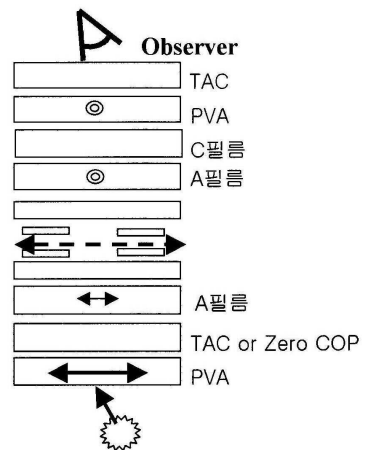 Observer
TAC
PVA
C필름
A필름
A필름
TAC or Zero COP
PVA